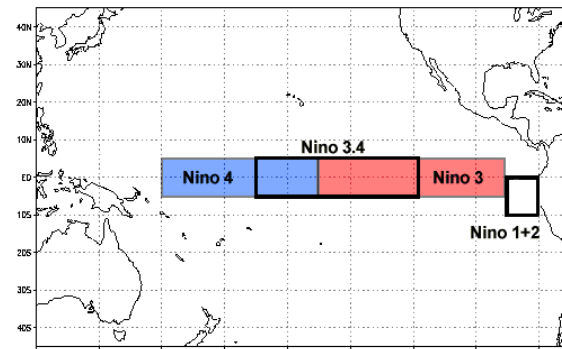 40N
30N
20N
10N
EQ
10S
20S
30S
40S
Nino 3.4
Nino 4
Nino 3
Nino 1+2